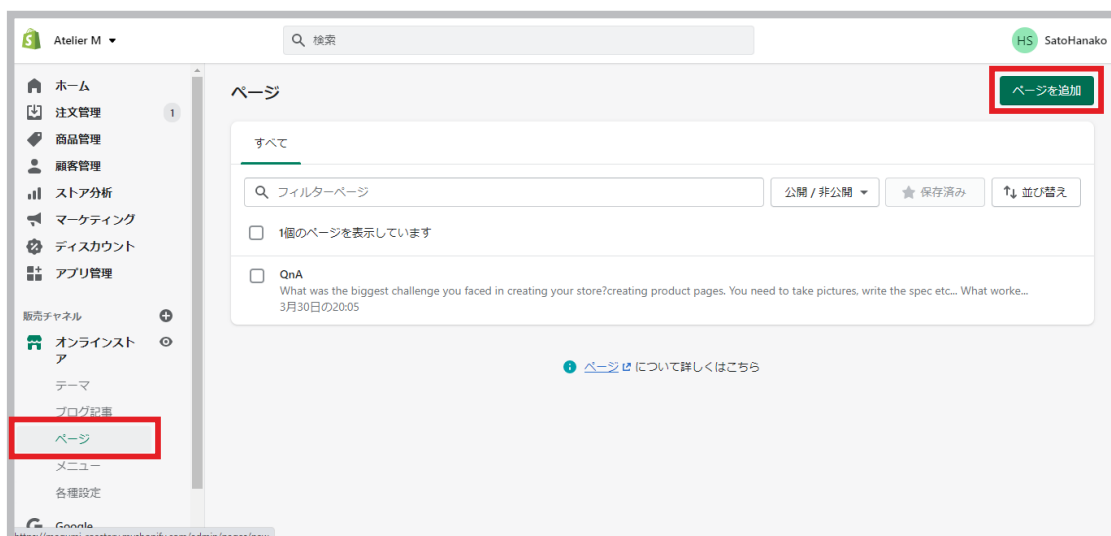 Atelier M
検索
HS SatoHanako
ホーム
注文管理 1
商品管理
顧客管理
ストア分析
マーケティング
ディスカウント
アプリ管理
販売チャネル
オンラインスト
ア
テーマ
ブログ記事
ページ
メニュー
各種設定
Google
ページ
ページを追加
すべて
フィルターページ
公開 / 非公開
保存済み
並び替え
1個のページを表示しています
QnA
What was the biggest challenge you faced in creating your store?creating product pages. You need to take pictures, write the spec etc... What worke...
3月30日の20:05
ページ について詳しくはこちら